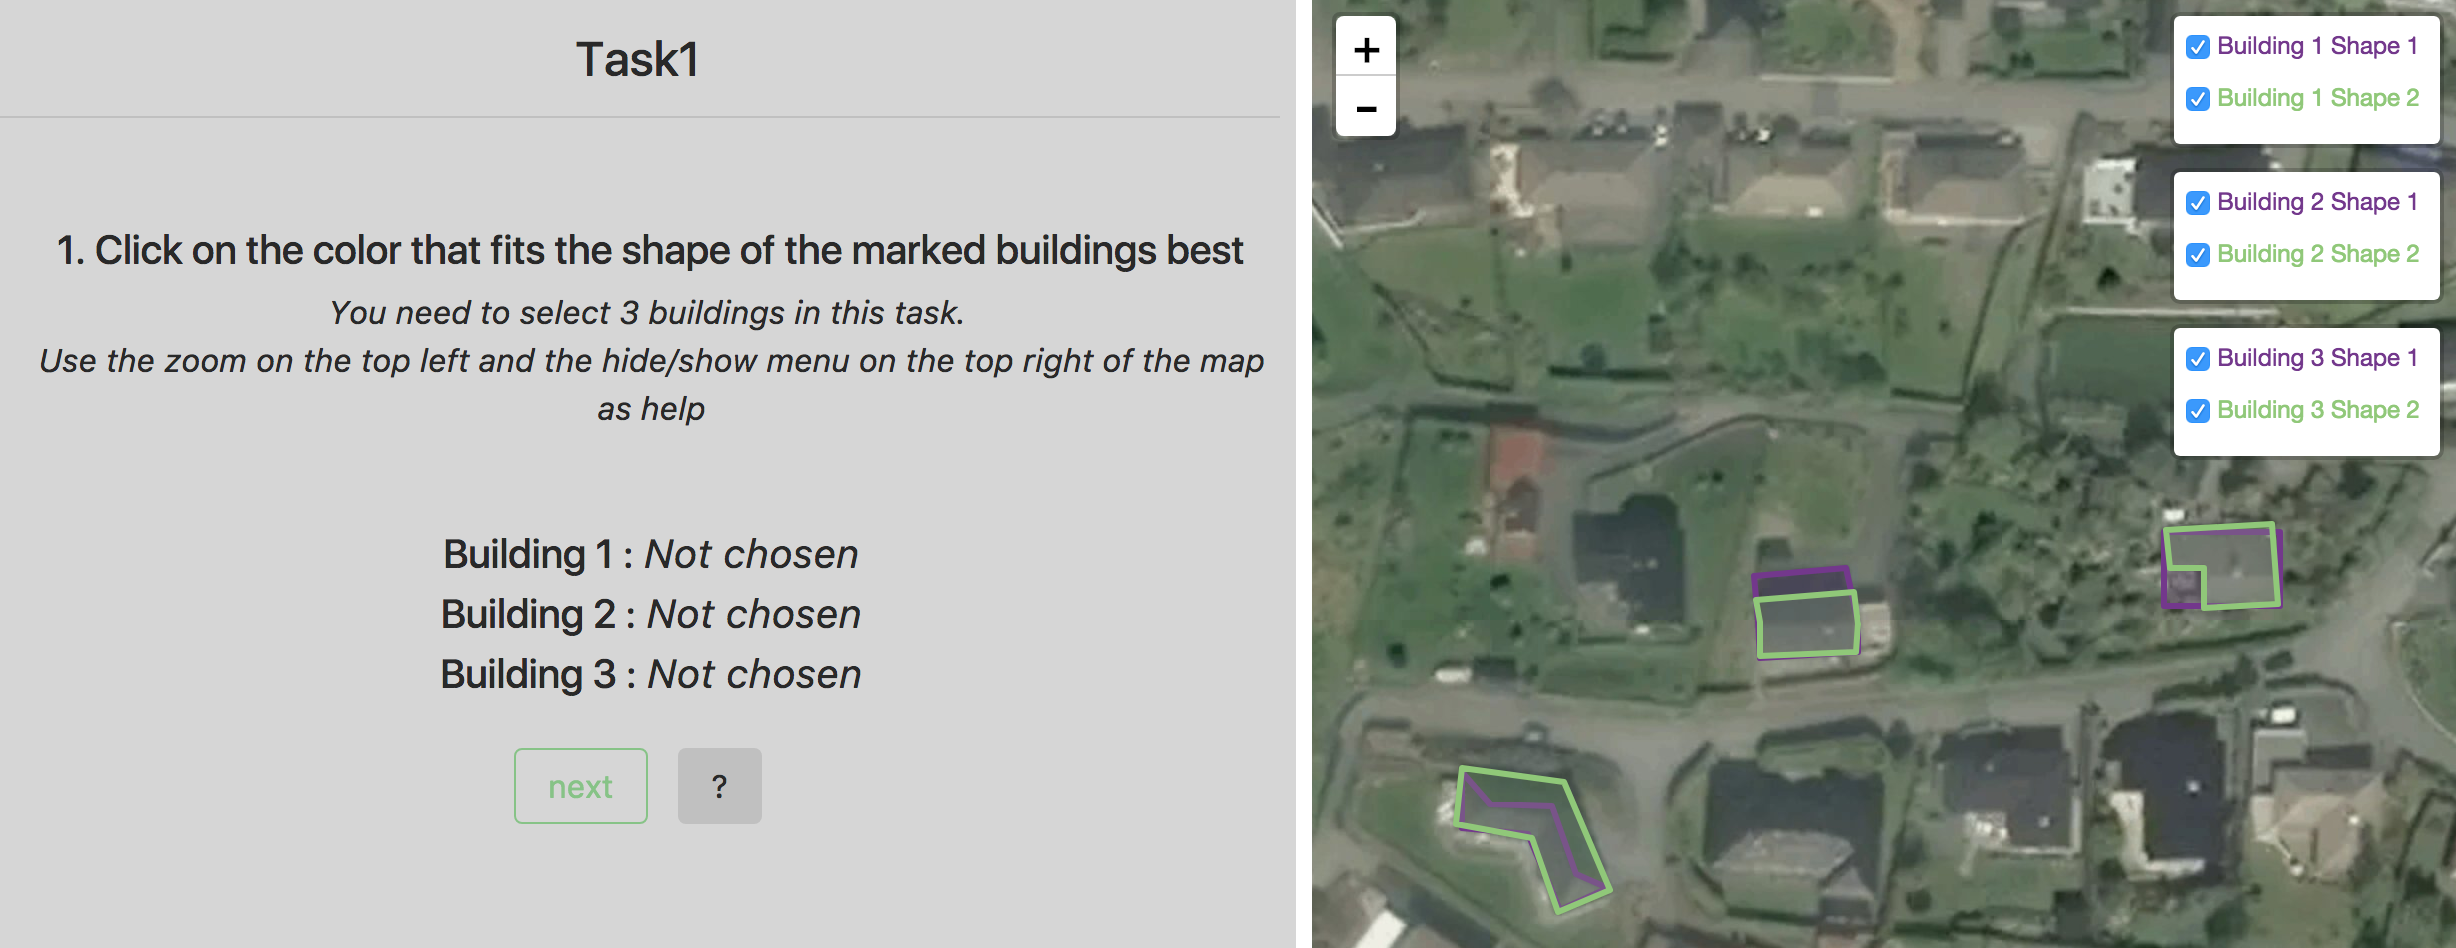 Task1
1. Click on the color that fits the shape of the marked buildings best
You need to select 3 buildings in this task.
Use the zoom on the top left and the hide/show menu on the top right of the map
as help
Building 1 : Not chosen
Building 2 : Not chosen
Building 3 : Not chosen
next
?
+
−
Building 1 Shape 1
Building 1 Shape 2
Building 2 Shape 1
Building 2 Shape 2
Building 3 Shape 1
Building 3 Shape 2